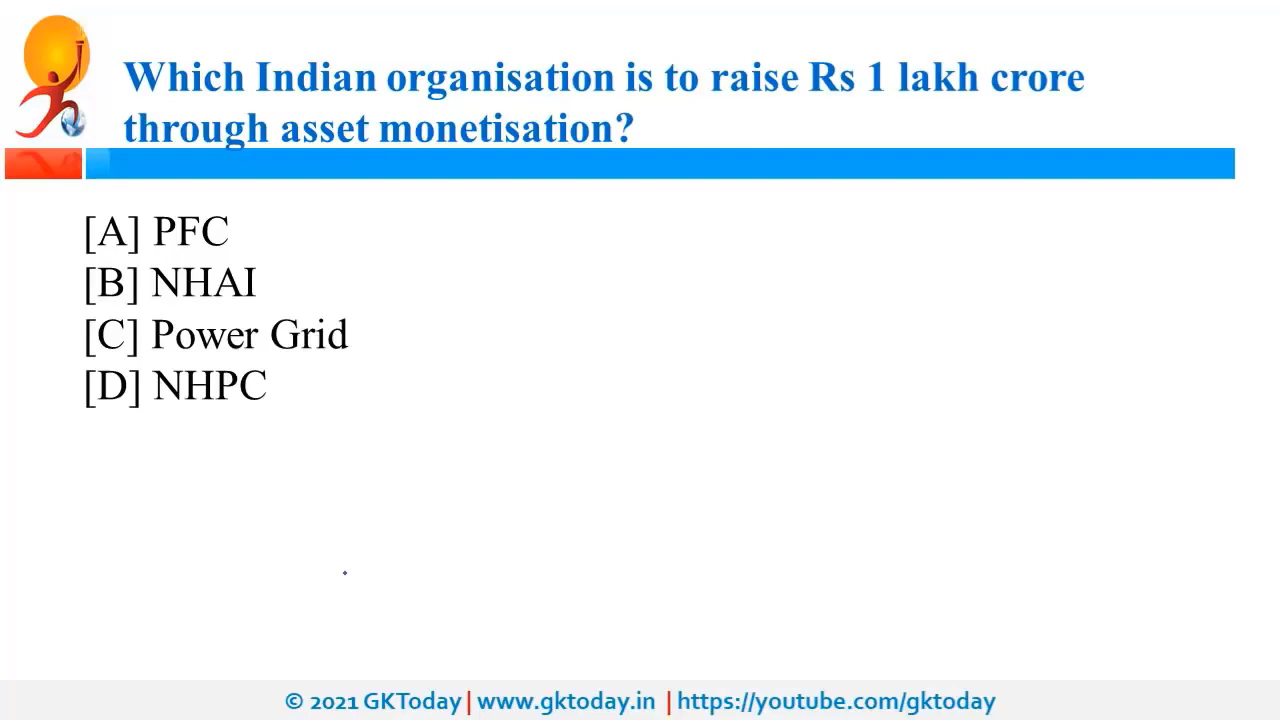 Which Indian organisation is to raise Rs 1 lakh crore
through asset monetisation?
[A] PFC
[B] NHAI
[C] Power Grid
[D] NHPC
© 2021 GKToday | www.gktoday.in | https://youtube.com/gktoday